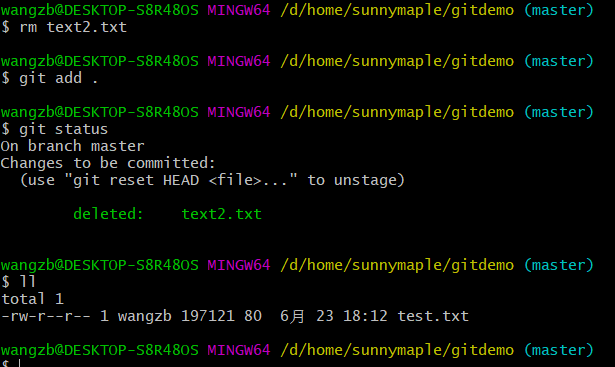 wangzb@DESKTOP-S8R48OS MINGW64 /d/home/sunnymaple/gitdemo (master)
$ rm text2.txt
wangzb@DESKTOP-S8R48OS MINGW64 /d/home/sunnymaple/gitdemo (master)
$ git add .
wangzb@DESKTOP-S8R48OS MINGW64 /d/home/sunnymaple/gitdemo (master)
$ git status
On branch master
Changes to be committed:
(use "git reset HEAD <file>..." to unstage)
deleted: text2.txt
wangzb@DESKTOP-S8R48OS MINGW64 /d/home/sunnymaple/gitdemo (master)
$ ll
total 1
-rw-r--r-- 1 wangzb 197121 80 6月 23 18:12 test.txt
wangzb@DESKTOP-S8R48OS MINGW64 /d/home/sunnymaple/gitdemo (master)
$